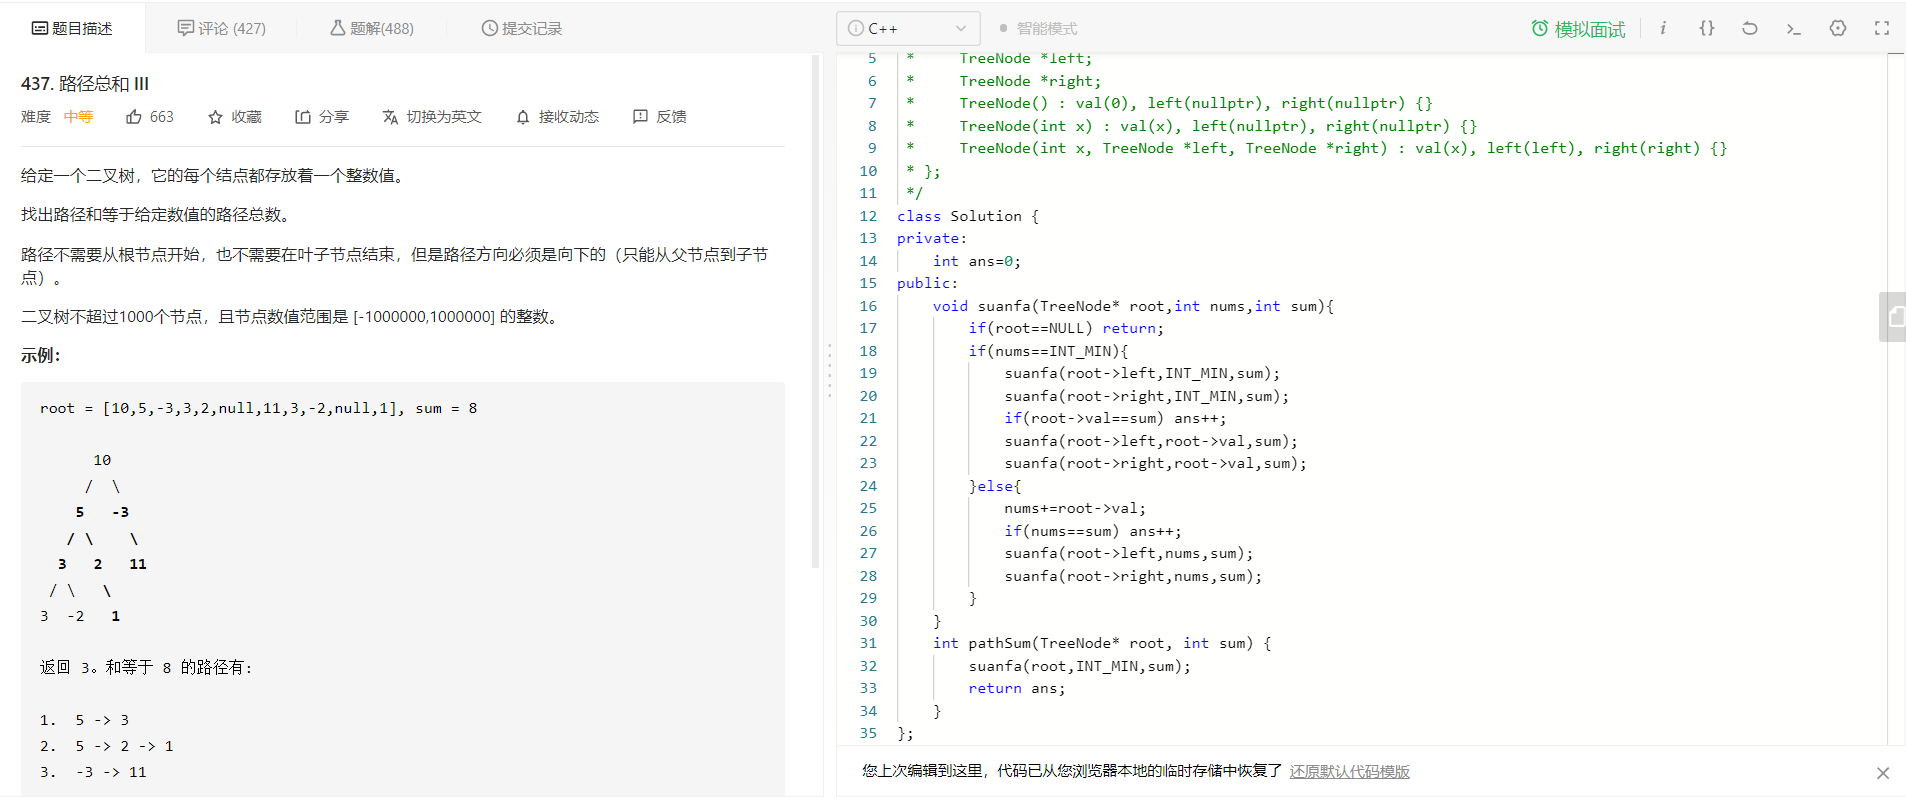 题目描述
评论 (427)
题解(488)
提交记录
437. 路径总和 III
难度 中等 663 收藏 分享 切换为英文 接收动态 反馈
给定一个二叉树，它的每个结点都存放着一个整数值。
找出路径和等于给定数值的路径总数。
路径不需要从根节点开始，也不需要在叶子节点结束，但是路径方向必须是向下的（只能从父节点到子节
点）。
二叉树不超过1000个节点，且节点数值范围是 [-1000000,1000000] 的整数。
示例：
root = [10,5,-3,3,2,null,11,3,-2,null,1], sum = 8
      10
     /  \
    5   -3
   / \    \
  3   2   11
 / \   \
3  -2   1
返回 3。和等于 8 的路径有:
1.  5 -> 3
2.  5 -> 2 -> 1
3.  -3 -> 11
i C++
智能模式
模拟面试 i {} >_
5  *     TreeNode *left;
6  *     TreeNode *right;
7  *     TreeNode() : val(0), left(nullptr), right(nullptr) {}
8  *     TreeNode(int x) : val(x), left(nullptr), right(nullptr) {}
9  *     TreeNode(int x, TreeNode *left, TreeNode *right) : val(x), left(left), right(right) {}
10  * };
11  */
12 class Solution {
13 private:
14     int ans=0;
15 public:
16     void suanfa(TreeNode* root,int nums,int sum){
17         if(root==NULL) return;
18         if(nums==INT_MIN){
19             suanfa(root->left,INT_MIN,sum);
20             suanfa(root->right,INT_MIN,sum);
21             if(root->val==sum) ans++;
22             suanfa(root->left,root->val,sum);
23             suanfa(root->right,root->val,sum);
24         }else{
25             nums+=root->val;
26             if(nums==sum) ans++;
27             suanfa(root->left,nums,sum);
28             suanfa(root->right,nums,sum);
29         }
30     }
31     int pathSum(TreeNode* root, int sum) {
32         suanfa(root,INT_MIN,sum);
33         return ans;
34     }
35 };
您上次编辑到这里，代码已从您浏览器本地的临时存储中恢复了 还原默认代码模版